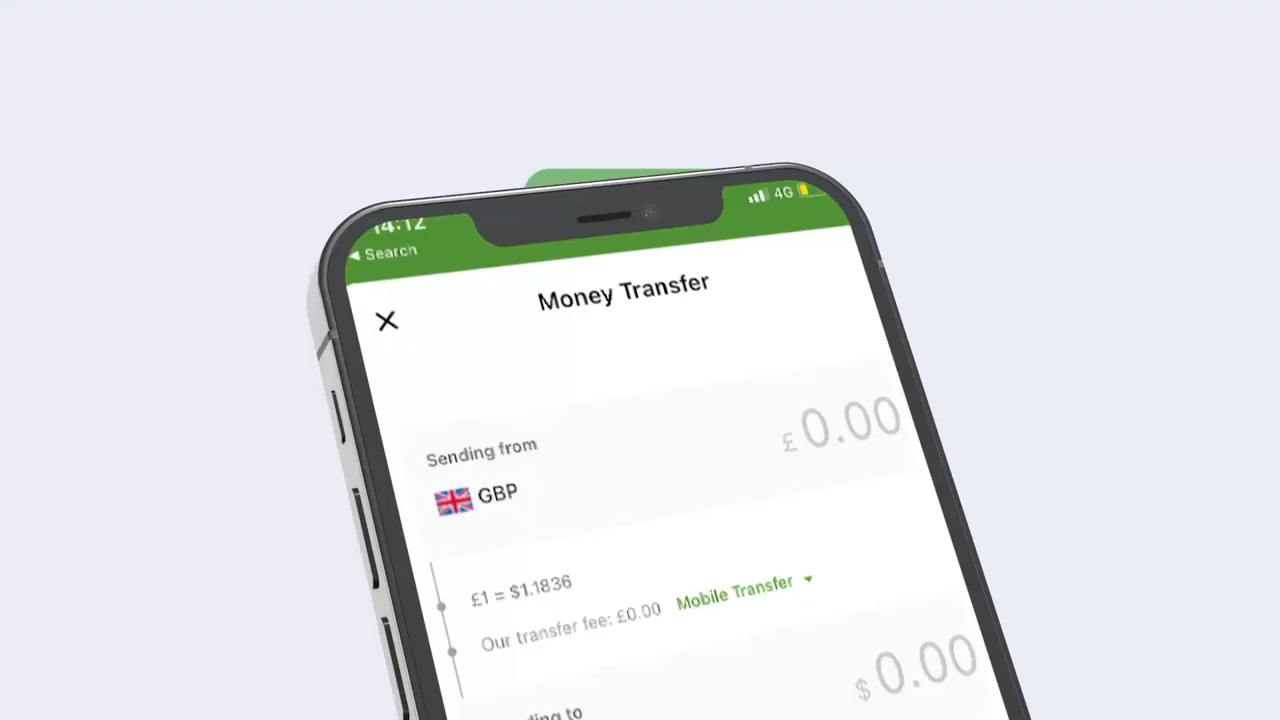 14:12
4G
◀ Search
Money Transfer
Sending from
£0.00
GBP
£1 = $1.1836
Our transfer fee: £0.00 Mobile Transfer
$0.00
to